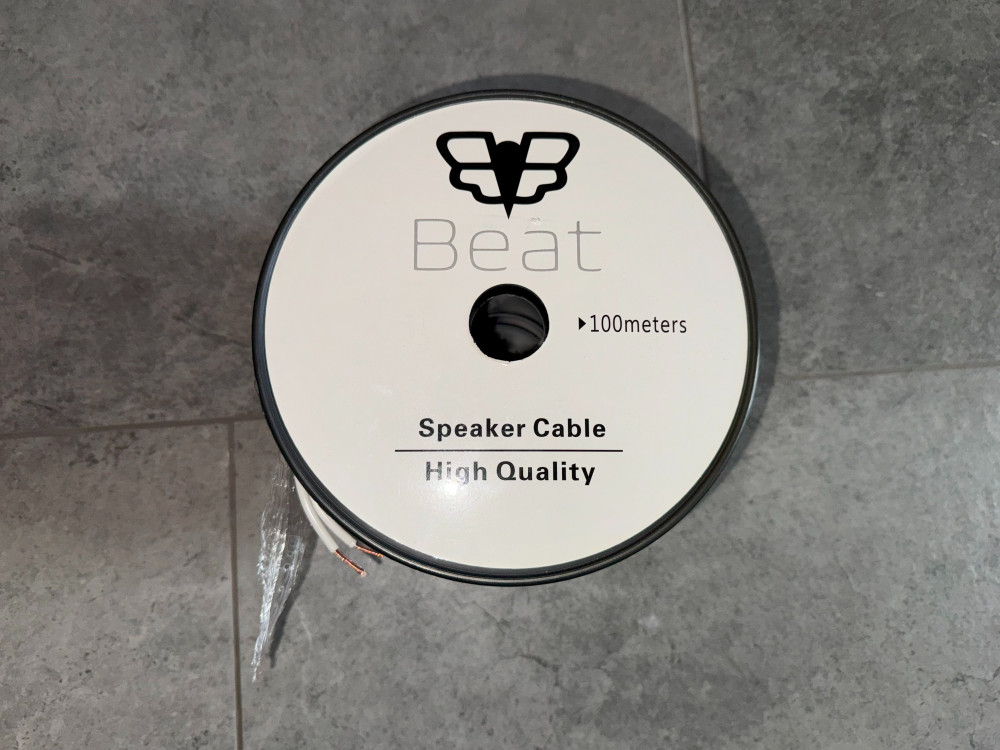 Beat
▶100meters
Speaker Cable
High Quality